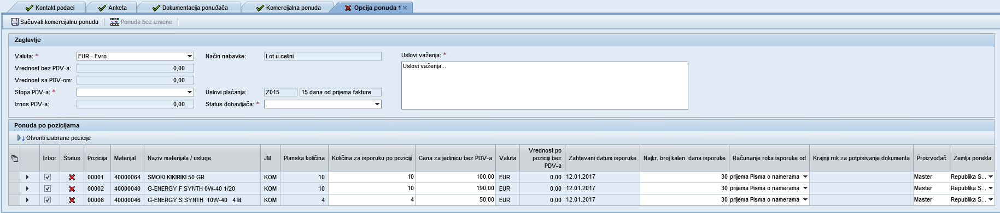 Kontakt podaci Anketa Dokumentacija ponuđača Komercijalna ponuda Opcija ponuda 1
Sačuvati komercijalnu ponudu Ponuda bez izmene
Zaglavlje
Valuta: * EUR - Evro Način nabavke: Lot u celini Uslovi važenja: *
Uslovi važenja...
Vrednost bez PDV-a: 0,00
Vrednost sa PDV-om: 0,00
Stopa PDV-a: * Uslovi plaćanja: Z015 15 dana od prijema fakture
Iznos PDV-a: 0,00 Status dobavljača: *
Ponuda po pozicijama
Otvoriti izabrane pozicije
Izbor Status Pozicija Materijal Naziv materijala / usluge JM Planska količina Količina za isporuku po poziciji Cena za jedinicu bez PDV-a Valuta Vrednost po poziciji bez PDV-a Zahtevani datum isporuke Najkr. broj kalen. dana isporuke Računanje roka isporuke od Krajnji rok za potpisivanje dokumenta Proizvođač Zemlja porekla
00001 40000064 SMOKI KIKIRIKI 50 GR KOM 10 10 100,00 EUR 0,00 12.01.2017 30 prijema Pisma o namerama Master Republika S...
00002 40000040 G-ENERGY F SYNTH 0W-40 1/20 KOM 10 10 190,00 EUR 0,00 12.01.2017 30 prijema Pisma o namerama Master Republika S...
00006 40000046 G-ENERGY S SYNTH 10W-40 4 lit KOM 4 4 50,00 EUR 0,00 12.01.2017 30 prijema Pisma o namerama Master Republika S...